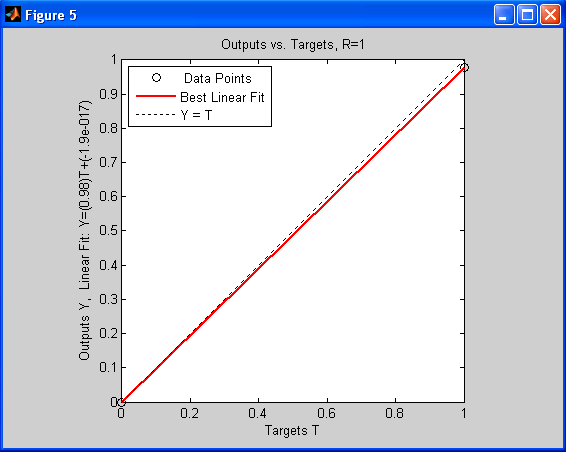 Figure 5
Outputs vs. Targets, R=1
Data Points
Best Linear Fit
Y = T
Outputs Y, Linear Fit: Y=(0.98)T+(-1.9e-017)
1
0.9
0.8
0.7
0.6
0.5
0.4
0.3
0.2
0.1
0
0 0.2 0.4 0.6 0.8 1
Targets T